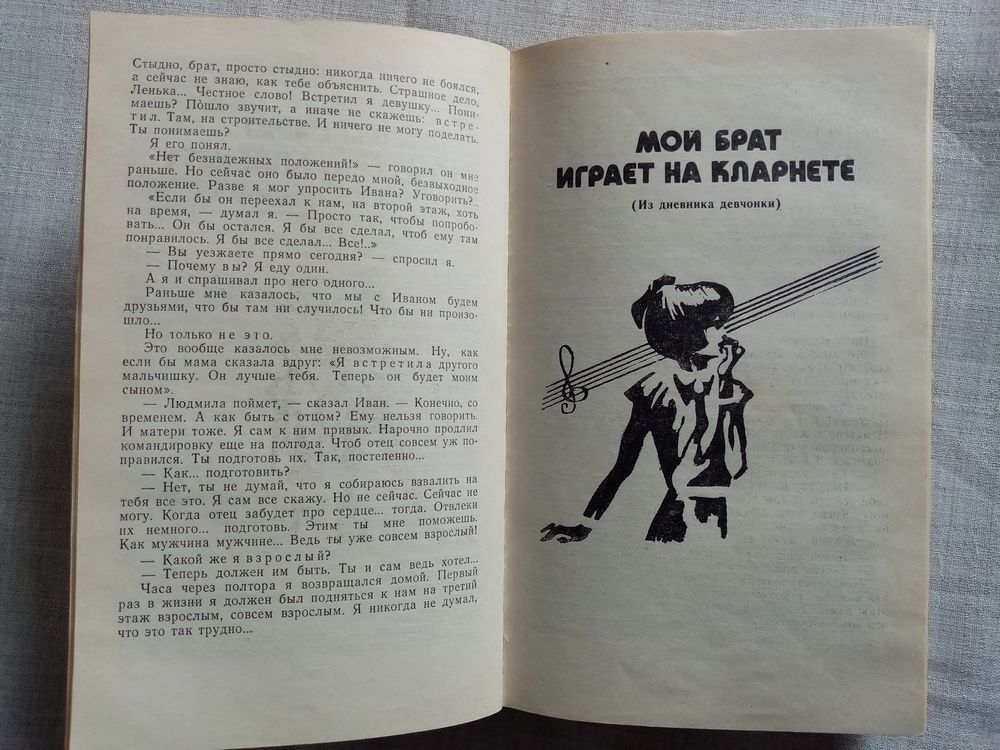 Стыдно, брат, просто стыдно: никогда ничего не боялся,
а сейчас не знаю, как тебе объяснить. Страшное дело,
Ленька... Честное слово! Встретил я девушку... Пони-
маешь? Пошло звучит, а иначе не скажешь: встре-
тил. Там, на строительстве. И ничего не могу поделать.
Ты понимаешь?
Я его понял.
«Нет безнадежных положений!» — говорил он мне
раньше. Но сейчас оно было передо мной, безвыходное
положение. Разве я мог упросить Ивана? Уговорить?..
«Если бы он переехал к нам, на второй этаж, хоть
на время, — думал я. — Просто так, чтобы попробо-
вать... Он бы остался. Я бы все сделал, чтоб ему там
понравилось. Я бы все сделал... Все!..»
— Вы уезжаете прямо сегодня? — спросил я.
— Почему вы? Я еду один.
А я и спрашивал про него одного...
Раньше мне казалось, что мы с Иваном будем
друзьями, что бы там ни случилось! Что бы ни произо-
шло...
Но только не это.
Это вообще казалось мне невозможным. Ну, как
если бы мама сказала вдруг: «Я встретила другого
мальчишку. Он лучше тебя. Теперь он будет моим
сыном».
— Людмила поймет, — сказал Иван. — Конечно, со
временем. А как быть с отцом? Ему нельзя говорить.
И матери тоже. Я сам к ним привык. Нарочно продлил
командировку еще на полгода. Чтоб отец совсем уж по-
правился. Ты подготовь их. Так, постепенно...
— Как... подготовить?
— Нет, ты не думай, что я собираюсь взвалить на
тебя все это. Я сам все скажу. Но не сейчас. Сейчас не
могу. Когда отец забудет про сердце... тогда. Отвлеки
их немного... подготовь. Этим ты мне поможешь.
Как мужчина мужчине... Ведь ты уже совсем взрослый!
— Какой же я взрослый?
— Теперь должен им быть. Ты и сам ведь хотел...
Часа через полтора я возвращался домой. Первый
раз в жизни я должен был подняться к нам на третий
этаж взрослым, совсем взрослым. Я никогда не думал,
что это так трудно...
МОЙ БРАТ
ИГРАЕТ НА КЛАРНЕТЕ
(Из дневника девчонки)